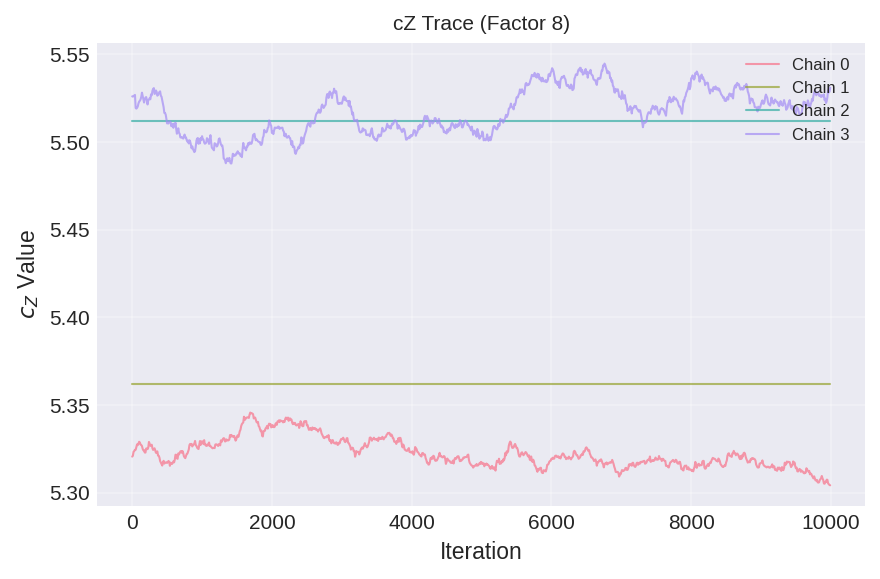 cZ Trace (Factor 8)
5.55
5.50
5.45
5.40
5.35
5.30
c_Z Value
Chain 0
Chain 1
Chain 2
Chain 3
0
2000
4000
6000
8000
10000
Iteration